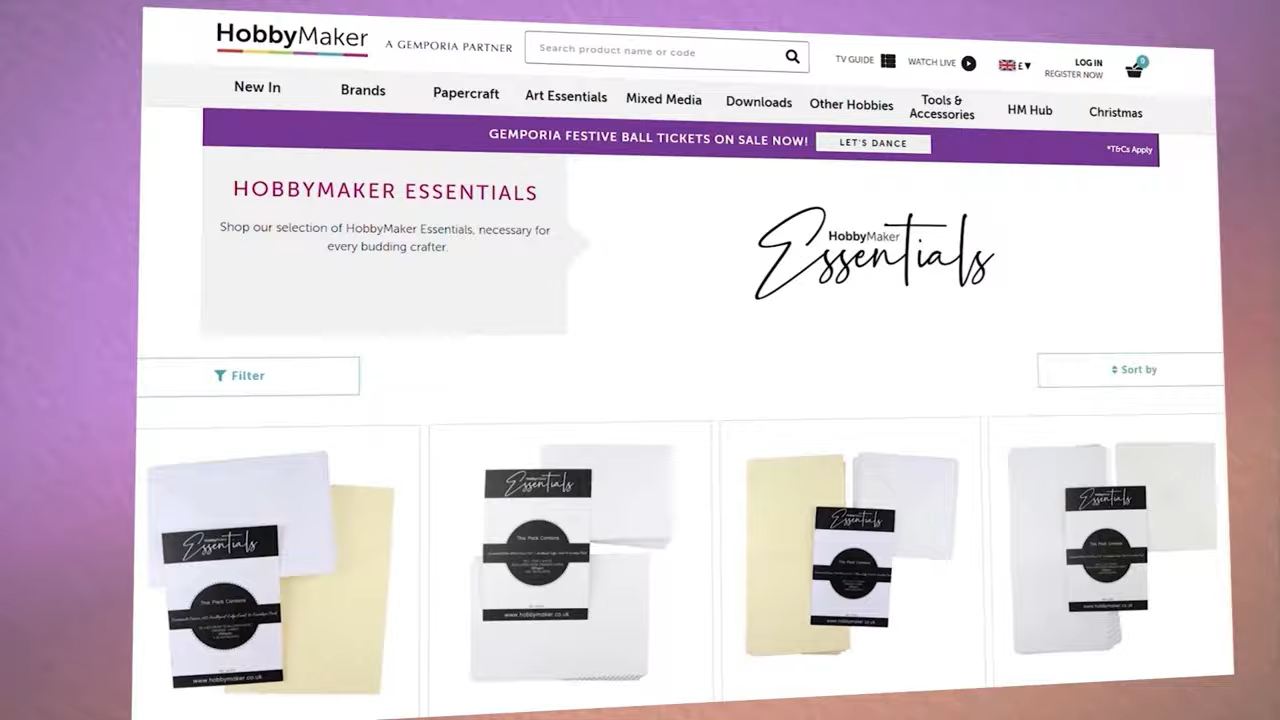 HobbyMaker
A GEMPORIA PARTNER
Search product name or code
TV GUIDE
WATCH LIVE
£
LOG IN
REGISTER NOW
0
New In
Brands
Papercraft
Art Essentials
Mixed Media
Downloads
Other Hobbies
Tools &
Accessories
HM Hub
Christmas
GEMPORIA FESTIVE BALL TICKETS ON SALE NOW!
LET'S DANCE
*T&Cs Apply
HOBBYMAKER ESSENTIALS
Shop our selection of HobbyMaker Essentials, necessary for
every budding crafter.
HobbyMaker
Essentials
Filter
Sort by
Essentials
This Pack Contains
www.hobbymaker.co.uk
Essentials
This Pack Contains
www.hobbymaker.co.uk
Essentials
This Pack Contains
www.hobbymaker.co.uk
Essentials
This Pack Contains
www.hobbymaker.co.uk